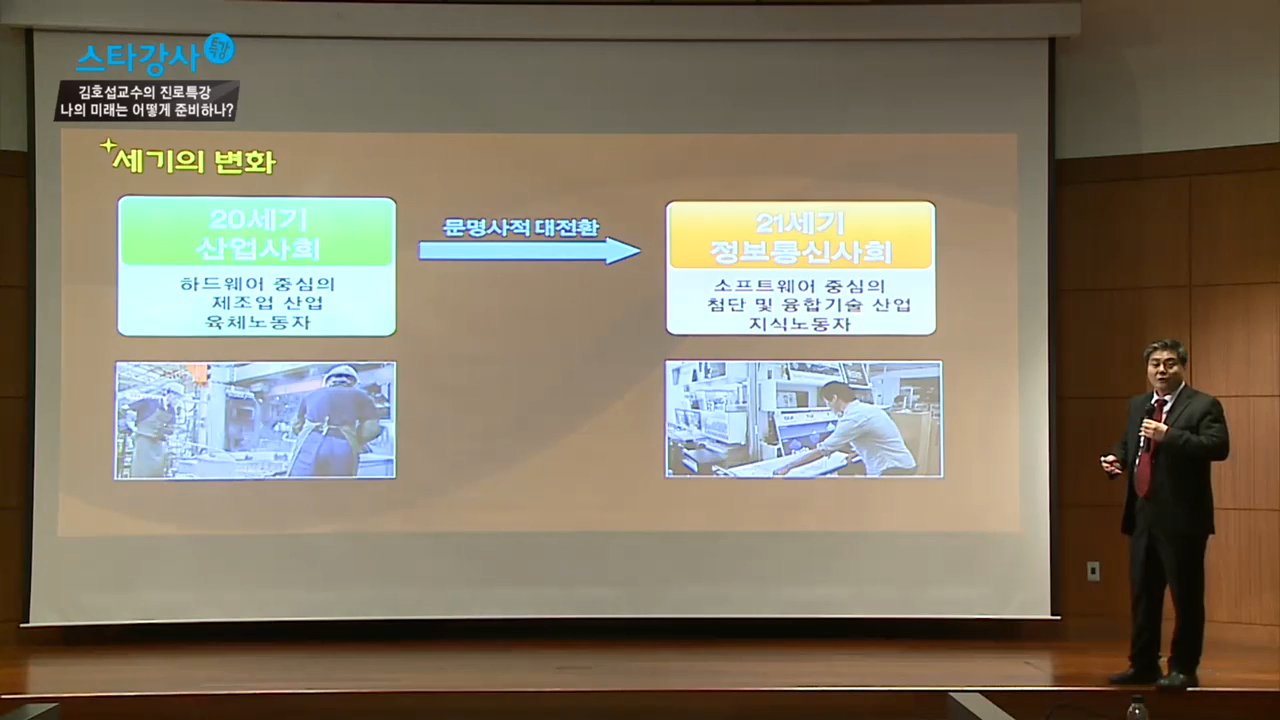 스타강사 특강
김호섭교수의 진로특강
나의 미래는 어떻게 준비하나?
세기의 변화
20세기
산업사회
하드웨어 중심의
제조업 산업
육체노동자
문명사적 대전환
21세기
정보통신사회
소프트웨어 중심의
첨단 및 융합기술 산업
지식노동자